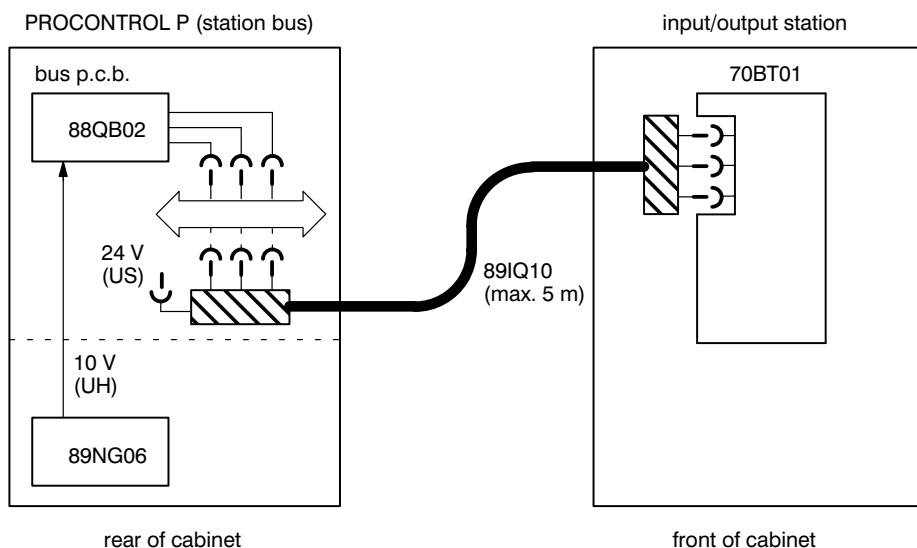 PROCONTROL P (station bus)
input/output station
bus p.c.b.
88QB02
70BT01
24 V
(US)
89IQ10
(max. 5 m)
10 V
(UH)
89NG06
rear of cabinet
front of cabinet